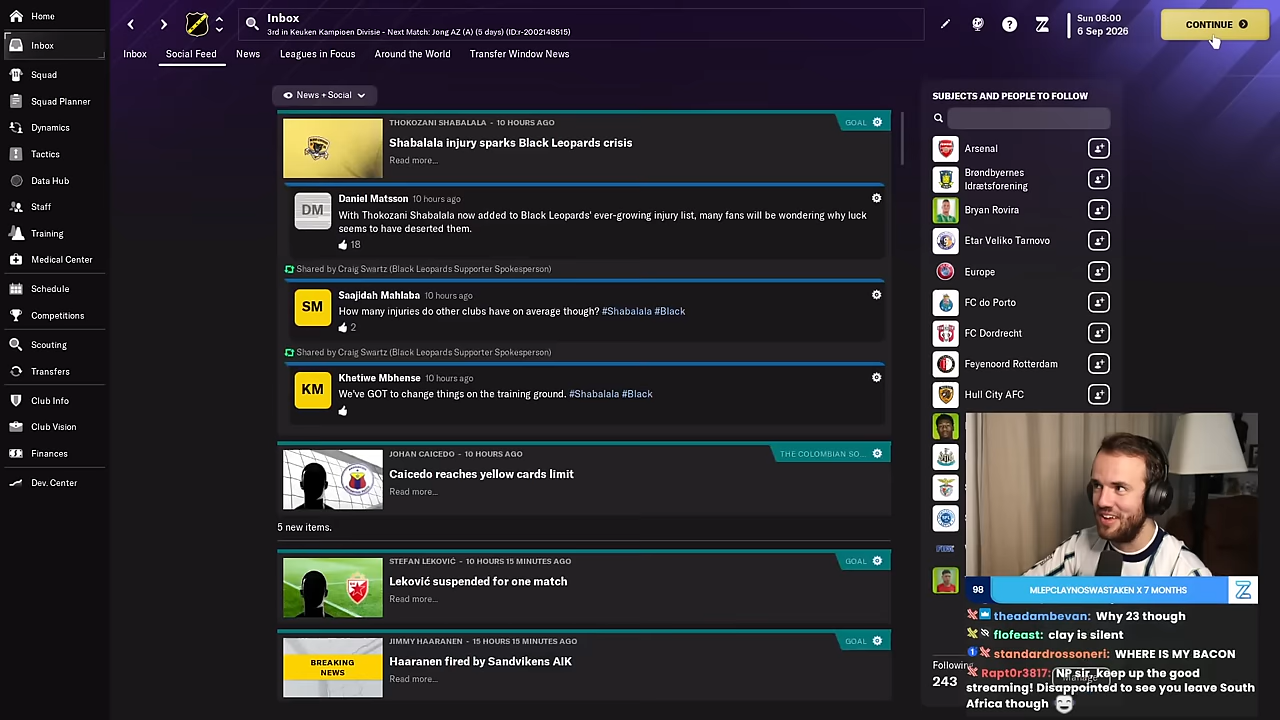 Home
Inbox
Squad
Squad Planner
Dynamics
Tactics
Data Hub
Staff
Training
Medical Center
Schedule
Competitions
Scouting
Transfers
Club Info
Club Vision
Finances
Dev. Center
Inbox
3rd in Keuken Kampioen Divisie - Next Match: Jong AZ (A) (5 days) (ID:r-2002148515)
Sun 08:00
6 Sep 2026
CONTINUE
Inbox
Social Feed
News
Leagues in Focus
Around the World
Transfer Window News
News + Social
THOKOZANI SHABALALA - 10 HOURS AGO
GOAL
Shabalala injury sparks Black Leopards crisis
Read more...
DM
Daniel Matsson 10 hours ago
With Thokozani Shabalala now added to Black Leopards' ever-growing injury list, many fans will be wondering why luck
seems to have deserted them.
18
Shared by Craig Swartz (Black Leopards Supporter Spokesperson)
SM
Saajidah Mahlaba 10 hours ago
How many injuries do other clubs have on average though? #Shabalala #Black
2
Shared by Craig Swartz (Black Leopards Supporter Spokesperson)
KM
Khetiwe Mbhense 10 hours ago
We've GOT to change things on the training ground. #Shabalala #Black
JOHAN CAICEDO - 10 HOURS AGO
THE COLOMBIAN SO...
Caicedo reaches yellow cards limit
Read more...
5 new items.
STEFAN LEKOVIĆ - 10 HOURS 15 MINUTES AGO
GOAL
Leković suspended for one match
Read more...
JIMMY HAARANEN - 15 HOURS 15 MINUTES AGO
GOAL
BREAKING
NEWS
Haaranen fired by Sandvikens AIK
Read more...
SUBJECTS AND PEOPLE TO FOLLOW
Arsenal
Brøndbyernes
Idrætsforening
Bryan Rovira
Etar Veliko Tarnovo
Europe
FC do Porto
FC Dordrecht
Feyenoord Rotterdam
Hull City AFC
Following
243
Manage
98
MLEPCLAYNOSWASTAKEN X 7 MONTHS
theadambevan: Why 23 though
flofeast: clay is silent
standardrossoneri: WHERE IS MY BACON
Rapt0r3817: NP sir, keep up the good
streaming! Disappointed to see you leave South
Africa though